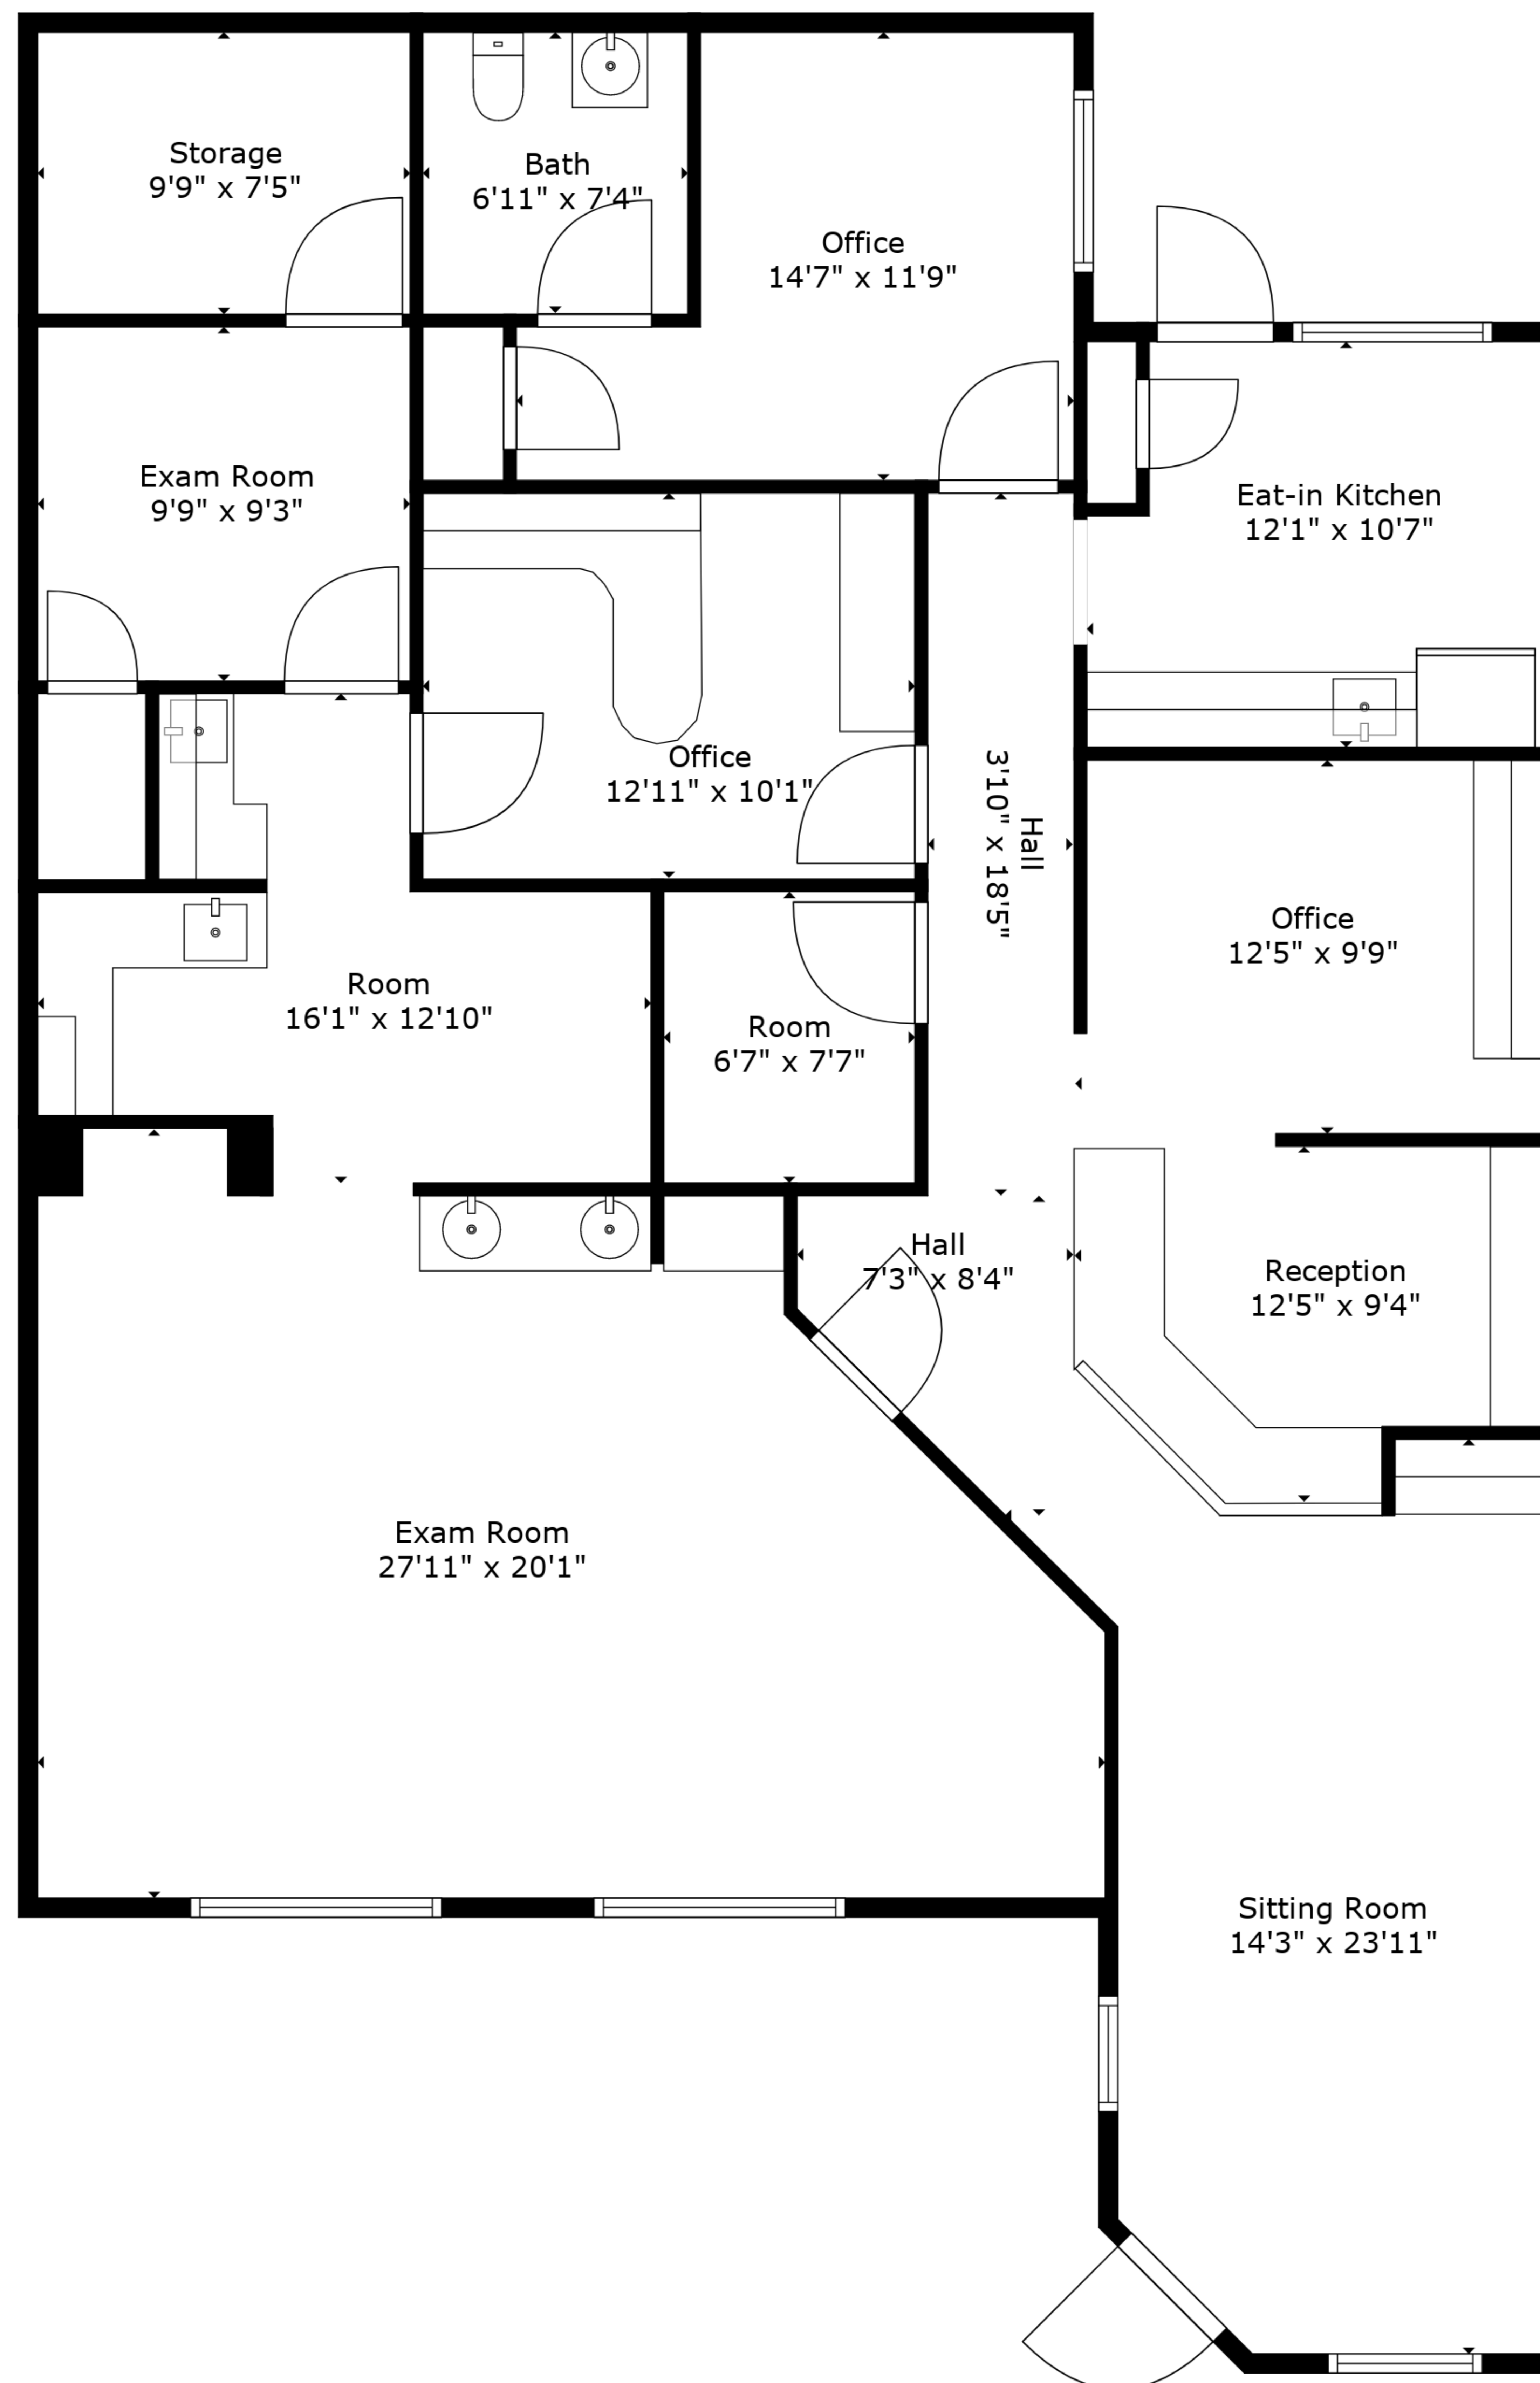 Storage
9'9" x 7'5"
Bath
6'11" x 7'4"
Office
14'7" x 11'9"
Exam Room
9'9" x 9'3"
Eat-in Kitchen
12'1" x 10'7"
Office
12'11" x 10'1"
Hall
3'10" x 18'5"
Office
12'5" x 9'9"
Room
16'1" x 12'10"
Room
6'7" x 7'7"
Hall
7'3" x 8'4"
Reception
12'5" x 9'4"
Exam Room
27'11" x 20'1"
Sitting Room
14'3" x 23'11"